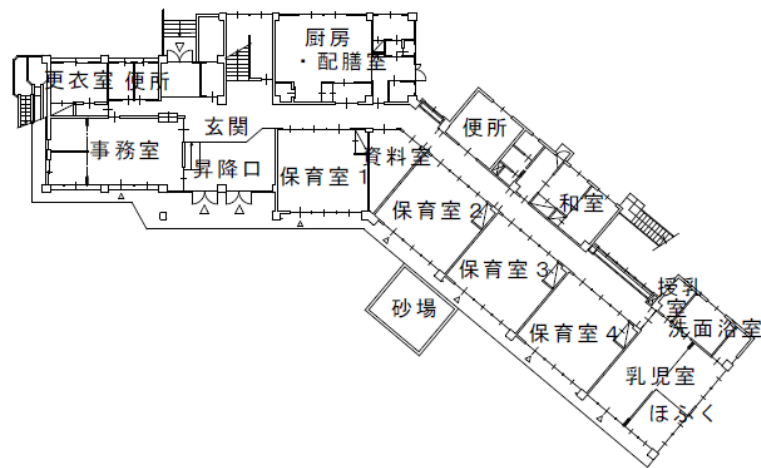 厨房
・配膳室
更衣室
便所
玄関
事務室
昇降口
保育室1
資料室
便所
和室
保育室2
保育室3
保育室4
砂場
授乳
室
洗面浴室
乳児室
ほふく